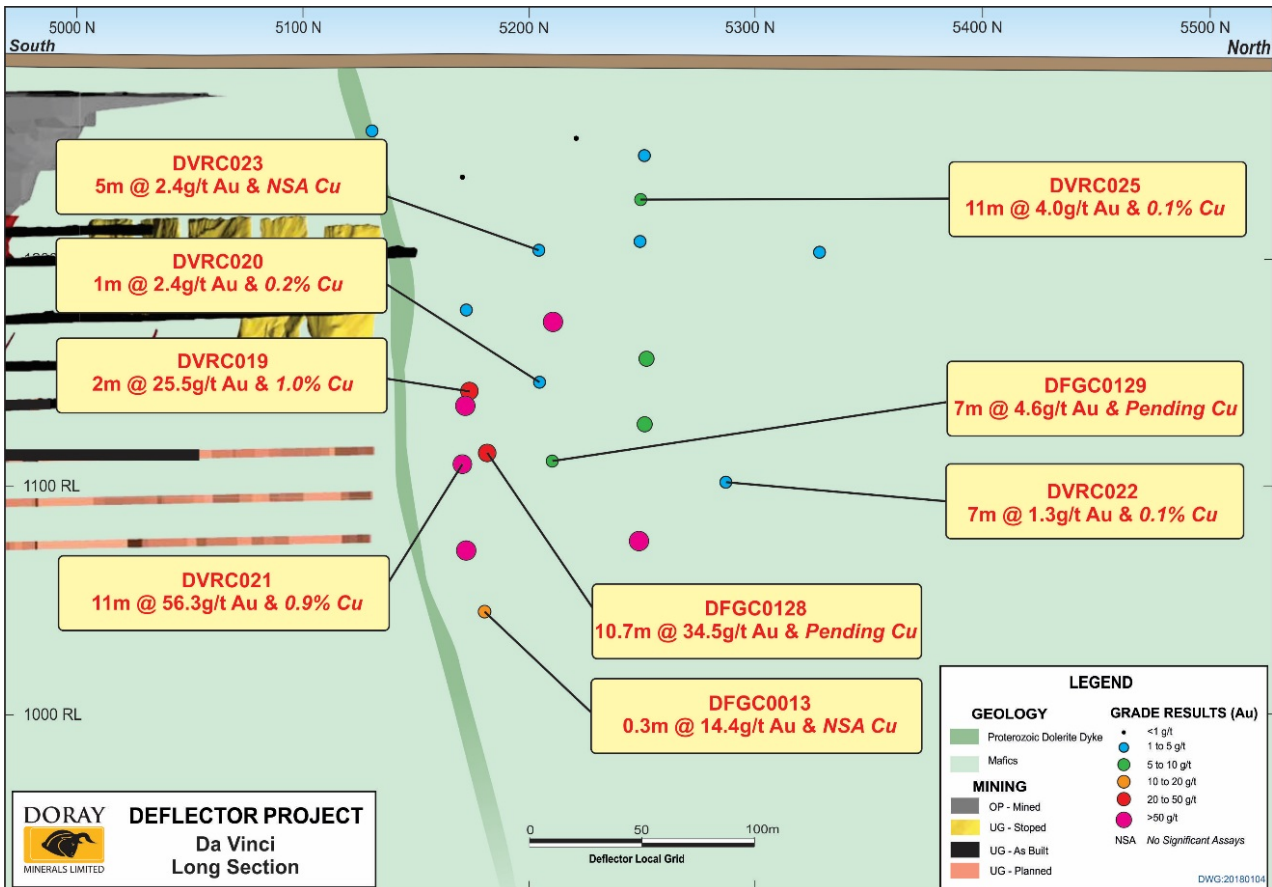 5000 N
5100 N
5200 N
5300 N
5400 N
5500 N
South
North
DVRC023
5m @ 2.4g/t Au & NSA Cu
DVRC025
11m @ 4.0g/t Au & 0.1% Cu
DVRC020
1m @ 2.4g/t Au & 0.2% Cu
DVRC019
2m @ 25.5g/t Au & 1.0% Cu
DFGC0129
7m @ 4.6g/t Au & Pending Cu
1100 RL
DVRC022
7m @ 1.3g/t Au & 0.1% Cu
DVRC021
11m @ 56.3g/t Au & 0.9% Cu
DFGC0128
10.7m @ 34.5g/t Au & Pending Cu
DFGC0013
0.3m @ 14.4g/t Au & NSA Cu
1000 RL
LEGEND
GEOLOGY
Proterozoic Dolerite Dyke
Mafics
MINING
OP - Mined
UG - Stoped
UG - As Built
UG - Planned
GRADE RESULTS (Au)
<1 g/t
1 to 5 g/t
5 to 10 g/t
10 to 20 g/t
20 to 50 g/t
>50 g/t
NSA No Significant Assays
DWG:20180104
DORAY
MINERALS LIMITED
DEFLECTOR PROJECT
Da Vinci
Long Section
0 50 100m
Deflector Local Grid